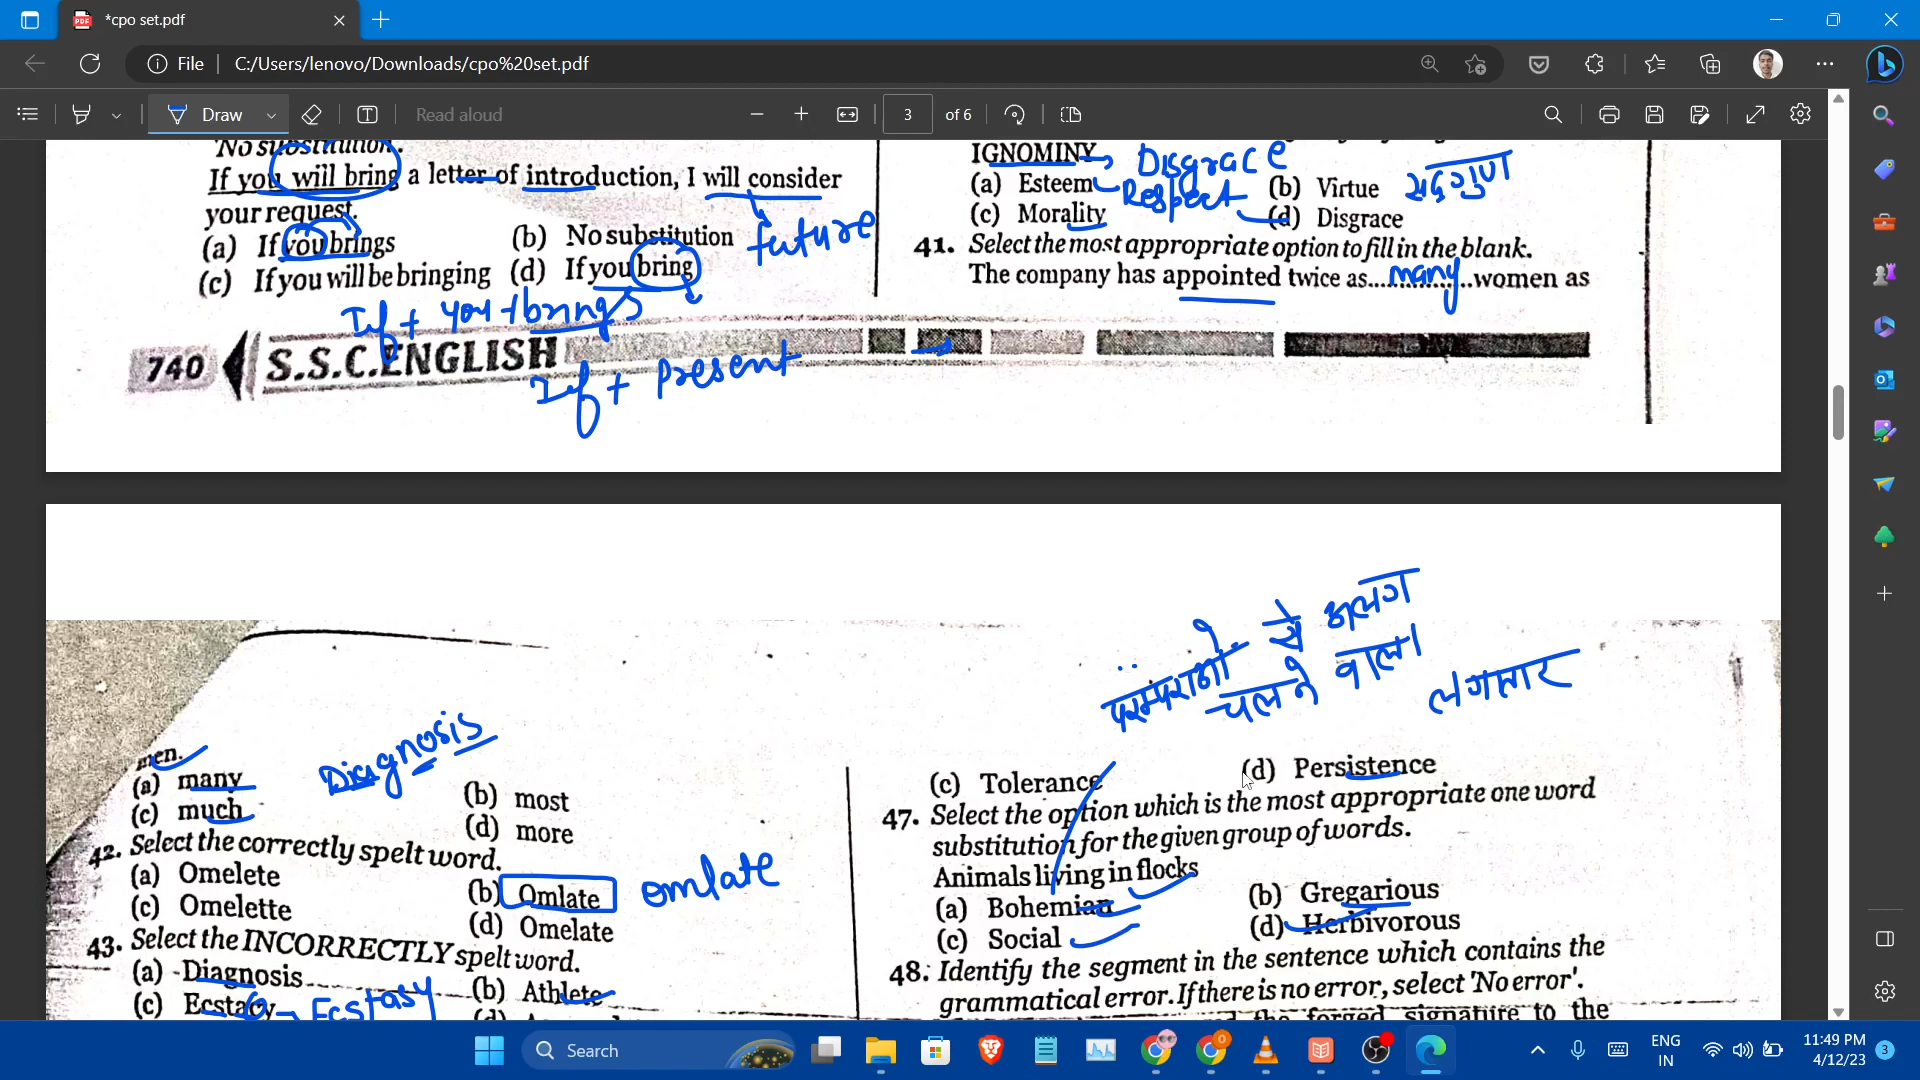 *cpo set.pdf
File
C:/Users/lenovo/Downloads/cpo%20set.pdf
Draw
Read aloud
3 of 6
'No substitution'.
If you will bring a letter of introduction, I will consider
your request.
(a) If you brings
(b) No substitution
future
(c) If you will be bringing
(d) If you bring
If + you + brings
740
S.S.C.ENGLISH
If + Present
IGNOMINY
Disgrace
(a) Esteem
Respect
(b) Virtue
सदगुण
(c) Morality
(d) Disgrace
41. Select the most appropriate option to fill in the blank.
The company has appointed twice as....many....women as
men.
Diagnosis
(a) many
(b) most
(c) much
(d) more
42. Select the correctly spelt word.
(a) Omelete
(b) Omlate
omlate
(c) Omelette
(d) Omelate
43. Select the INCORRECTLY spelt word.
(a) Diagnosis
(b) Athlete
(c) Ecstacy
Ecstasy
से अलग
चलने वाला
लगातार
(c) Tolerance
(d) Persistence
47. Select the option which is the most appropriate one word
substitution for the given group of words.
Animals living in flocks
(a) Bohemian
(b) Gregarious
(c) Social
(d) Herbivorous
48. Identify the segment in the sentence which contains the
grammatical error. If there is no error, select 'No error'.
the forged signature to the
Search
ENG
IN
11:49 PM
4/12/23
3